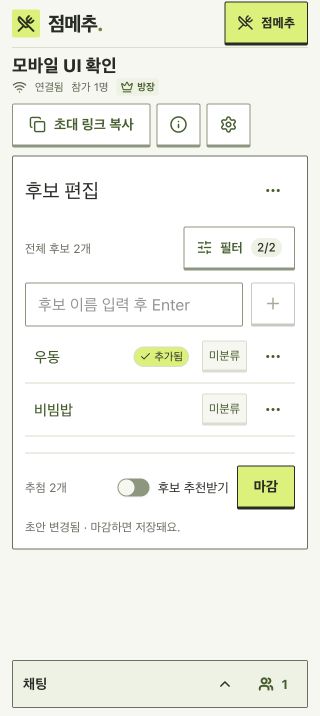 점메추.
점메추
모바일 UI 확인
연결됨 참가 1명 방장
초대 링크 복사
후보 편집
전체 후보 2개
필터 2/2
후보 이름 입력 후 Enter
우동 추가됨 미분류
비빔밥 미분류
추첨 2개 후보 추천받기 마감
초안 변경됨 · 마감하면 저장돼요.
채팅 1